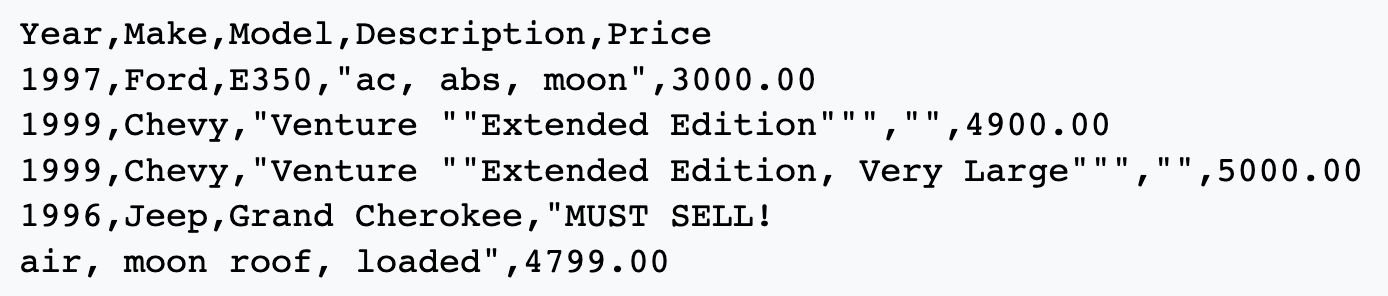 Year,Make,Model,Description,Price
1997,Ford,E350,"ac, abs, moon",3000.00
1999,Chevy,"Venture ""Extended Edition""","",4900.00
1999,Chevy,"Venture ""Extended Edition, Very Large""","",5000.00
1996,Jeep,Grand Cherokee,"MUST SELL!
air, moon roof, loaded",4799.00